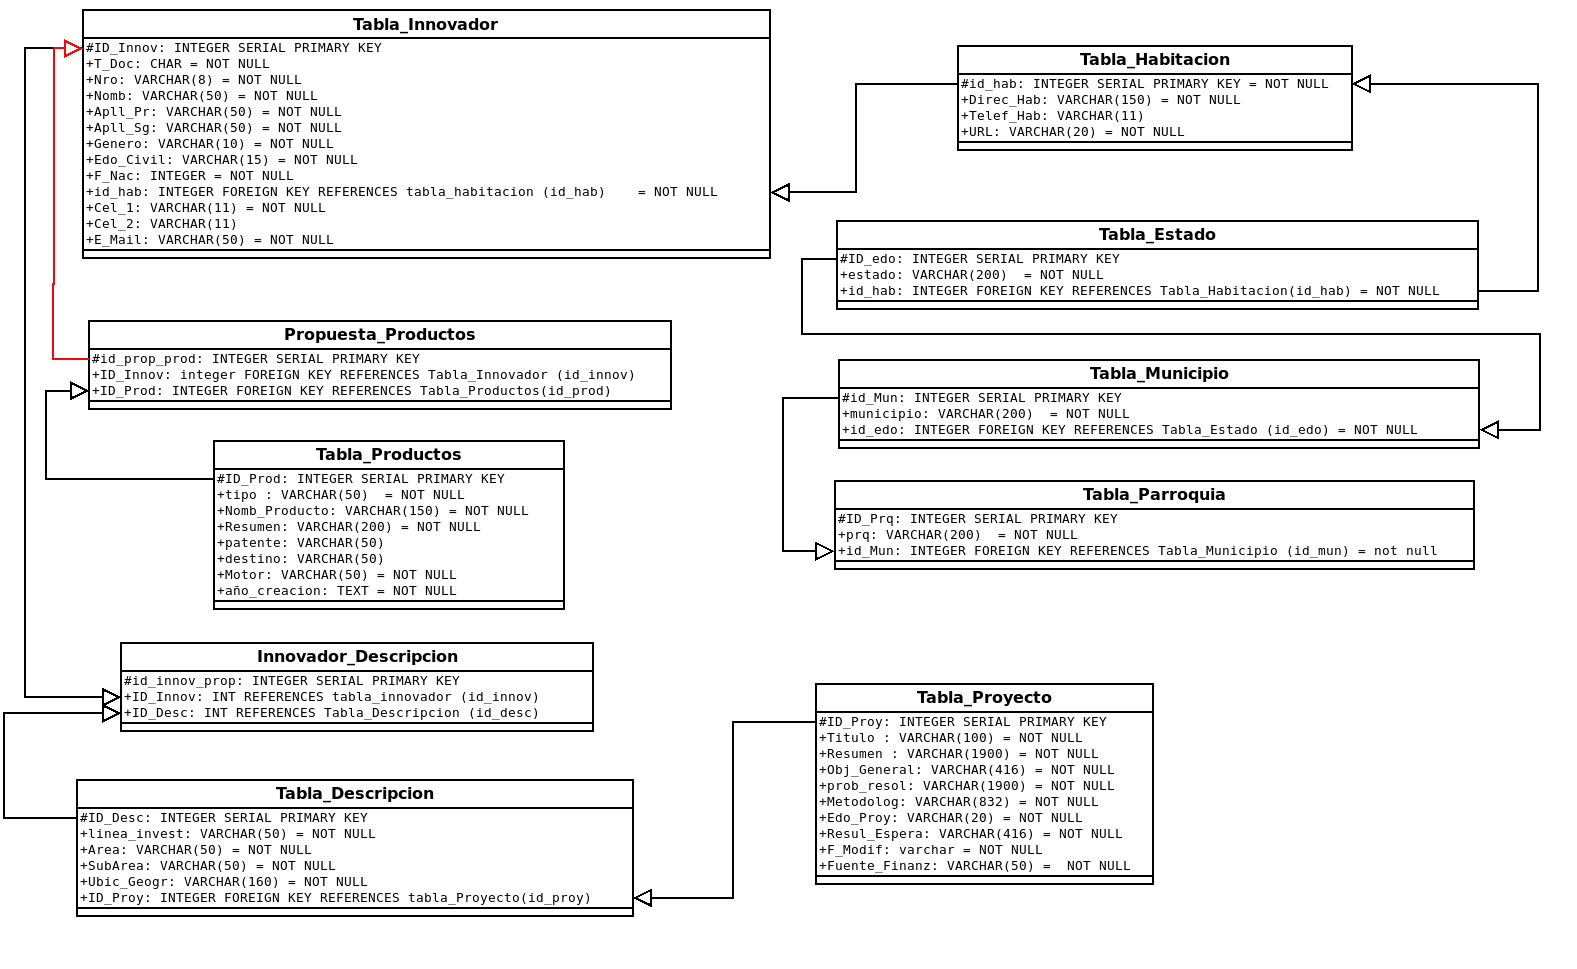 Tabla_Innovador
#ID_Innov: INTEGER SERIAL PRIMARY KEY
+T_Doc: CHAR = NOT NULL
+Nro: VARCHAR(8) = NOT NULL
+Nomb: VARCHAR(50) = NOT NULL
+Apll_Pr: VARCHAR(50) = NOT NULL
+Apll_Sg: VARCHAR(50) = NOT NULL
+Genero: VARCHAR(10) = NOT NULL
+Edo_Civil: VARCHAR(15) = NOT NULL
+F_Nac: INTEGER = NOT NULL
+id_hab: INTEGER FOREIGN KEY REFERENCES tabla_habitacion (id_hab)    = NOT NULL
+Cel_1: VARCHAR(11) = NOT NULL
+Cel_2: VARCHAR(11)
+E_Mail: VARCHAR(50) = NOT NULL
Tabla_Habitacion
#id_hab: INTEGER SERIAL PRIMARY KEY = NOT NULL
+Direc_Hab: VARCHAR(150) = NOT NULL
+Telef_Hab: VARCHAR(11)
+URL: VARCHAR(20) = NOT NULL
Tabla_Estado
#ID_edo: INTEGER SERIAL PRIMARY KEY
+estado: VARCHAR(200)  = NOT NULL
+id_hab: INTEGER FOREIGN KEY REFERENCES Tabla_Habitacion(id_hab) = NOT NULL
Propuesta_Productos
#id_prop_prod: INTEGER SERIAL PRIMARY KEY
+ID_Innov: integer FOREIGN KEY REFERENCES Tabla_Innovador (id_innov)
+ID_Prod: INTEGER FOREIGN KEY REFERENCES Tabla_Productos(id_prod)
Tabla_Municipio
#id_Mun: INTEGER SERIAL PRIMARY KEY
+municipio: VARCHAR(200)  = NOT NULL
+id_edo: INTEGER FOREIGN KEY REFERENCES Tabla_Estado (id_edo) = NOT NULL
Tabla_Productos
#ID_Prod: INTEGER SERIAL PRIMARY KEY
+tipo : VARCHAR(50)  = NOT NULL
+Nomb_Producto: VARCHAR(150) = NOT NULL
+Resumen: VARCHAR(200) = NOT NULL
+patente: VARCHAR(50)
+destino: VARCHAR(50)
+Motor: VARCHAR(50) = NOT NULL
+año_creacion: TEXT = NOT NULL
Tabla_Parroquia
#ID_Prq: INTEGER SERIAL PRIMARY KEY
+prq: VARCHAR(200)  = NOT NULL
+id_Mun: INTEGER FOREIGN KEY REFERENCES Tabla_Municipio (id_mun) = not null
Innovador_Descripcion
#id_innov_prop: INTEGER SERIAL PRIMARY KEY
+ID_Innov: INT REFERENCES tabla_innovador (id_innov)
+ID_Desc: INT REFERENCES Tabla_Descripcion (id_desc)
Tabla_Proyecto
#ID_Proy: INTEGER SERIAL PRIMARY KEY
+Titulo : VARCHAR(100) = NOT NULL
+Resumen : VARCHAR(1900) = NOT NULL
+Obj_General: VARCHAR(416) = NOT NULL
+prob_resol: VARCHAR(1900) = NOT NULL
+Metodolog: VARCHAR(832) = NOT NULL
+Edo_Proy: VARCHAR(20) = NOT NULL
+Resul_Espera: VARCHAR(416) = NOT NULL
+F_Modif: varchar = NOT NULL
+Fuente_Finanz: VARCHAR(50) =  NOT NULL
Tabla_Descripcion
#ID_Desc: INTEGER SERIAL PRIMARY KEY
+linea_invest: VARCHAR(50) = NOT NULL
+Area: VARCHAR(50) = NOT NULL
+SubArea: VARCHAR(50) = NOT NULL
+Ubic_Geogr: VARCHAR(160) = NOT NULL
+ID_Proy: INTEGER FOREIGN KEY REFERENCES tabla_Proyecto(id_proy)